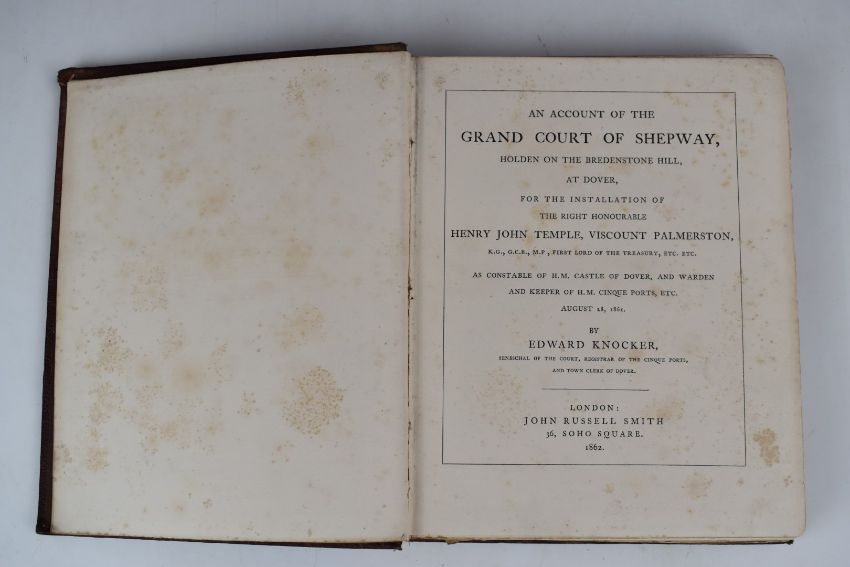 AN ACCOUNT OF THE
GRAND COURT OF SHEPWAY,
HOLDEN ON THE BREDENSTONE HILL,
AT DOVER,
FOR THE INSTALLATION OF
THE RIGHT HONOURABLE
HENRY JOHN TEMPLE, VISCOUNT PALMERSTON,
K.G., G.C.B., M.P., FIRST LORD OF THE TREASURY, ETC. ETC.
AS CONSTABLE OF H.M. CASTLE OF DOVER, AND WARDEN
AND KEEPER OF H.M. CINQUE PORTS, ETC.
AUGUST 28, 1861.
BY
EDWARD KNOCKER,
SENESCHAL OF THE COURT, REGISTRAR OF THE CINQUE PORTS,
AND TOWN CLERK OF DOVER.
LONDON:
JOHN RUSSELL SMITH
36, SOHO SQUARE.
1862.